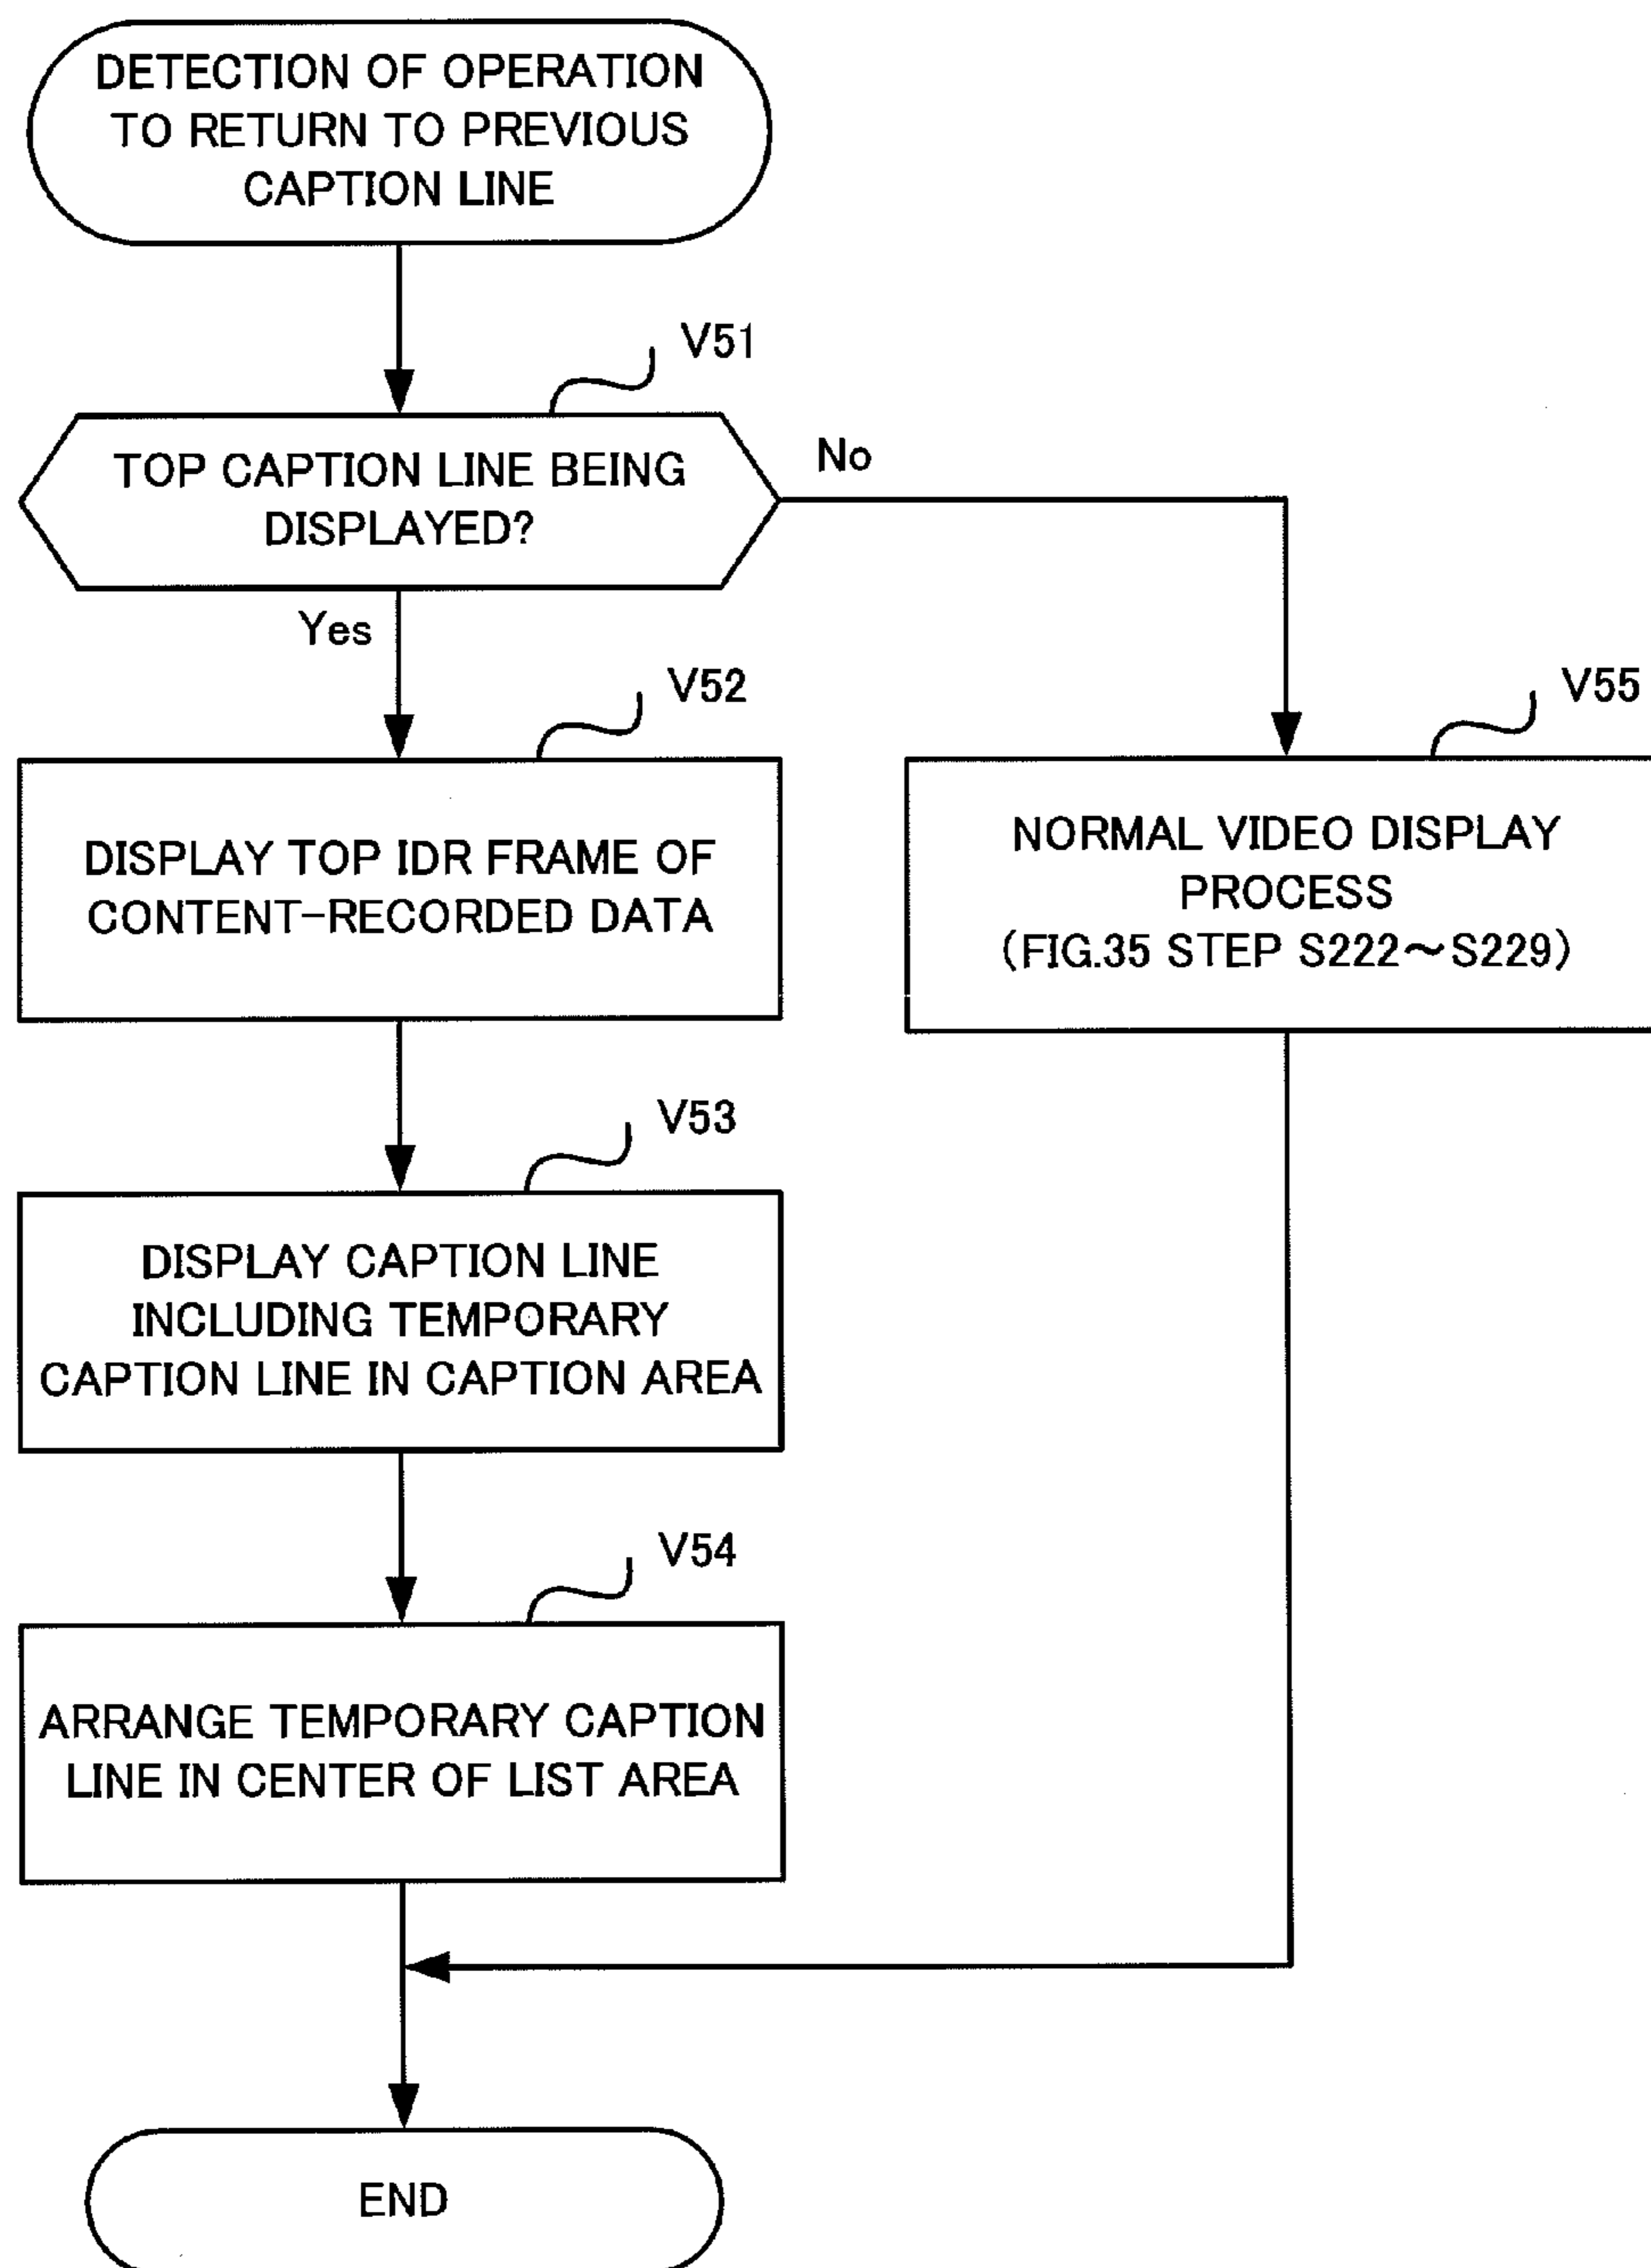 DETECTION OF OPERATION
TO RETURN TO PREVIOUS
CAPTION LINE
V51
TOP CAPTION LINE BEING
DISPLAYED?
No
Yes
V52
DISPLAY TOP IDR FRAME OF
CONTENT-RECORDED DATA
V55
NORMAL VIDEO DISPLAY
PROCESS
(FIG.35 STEP S222～S229)
V53
DISPLAY CAPTION LINE
INCLUDING TEMPORARY
CAPTION LINE IN CAPTION AREA
V54
ARRANGE TEMPORARY CAPTION
LINE IN CENTER OF LIST AREA
END